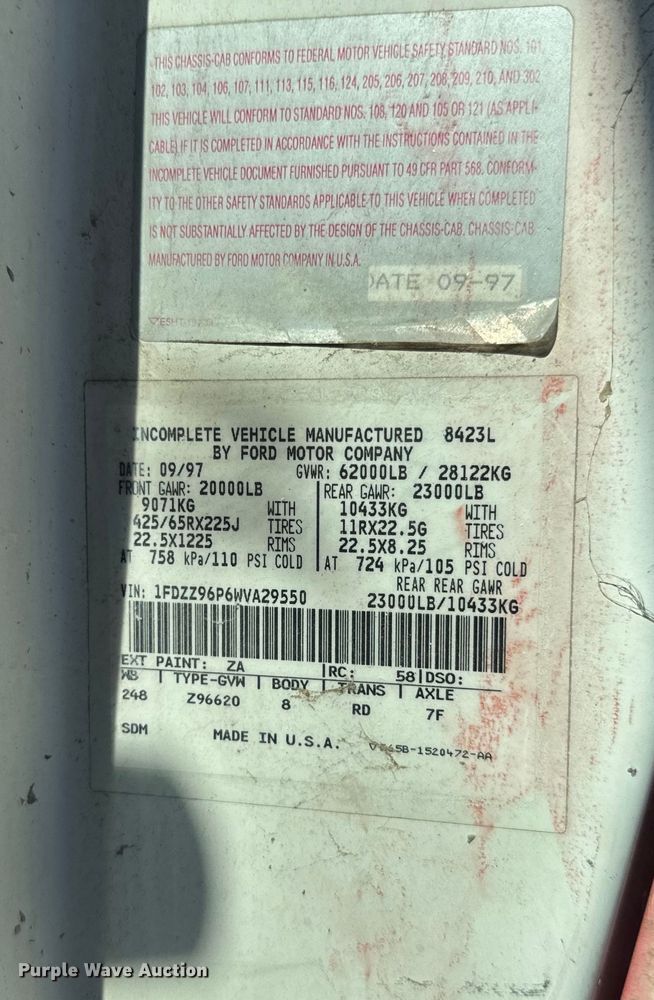 THIS CHASSIS-CAB CONFORMS TO FEDERAL MOTOR VEHICLE SAFETY STANDARD NOS. 101,
102, 103, 104, 106, 107, 111, 113, 115, 116, 124, 205, 206, 207, 208, 209, 210, AND 302
THIS VEHICLE WILL CONFORM TO STANDARD NOS. 108, 120 AND 105 OR 121 (AS APPLI-
CABLE) IF IT IS COMPLETED IN ACCORDANCE WITH THE INSTRUCTIONS CONTAINED IN THE
INCOMPLETE VEHICLE DOCUMENT FURNISHED PURSUANT TO 49 CFR PART 568. CONFORM-
ITY TO THE OTHER SAFETY STANDARDS APPLICABLE TO THIS VEHICLE WHEN COMPLETED
IS NOT SUBSTANTIALLY AFFECTED BY THE DESIGN OF THE CHASSIS-CAB. CHASSIS-CAB
MANUFACTURED BY FORD MOTOR COMPANY IN U.S.A.
DATE 09-97
INCOMPLETE VEHICLE MANUFACTURED 8423L
BY FORD MOTOR COMPANY
DATE: 09/97 GVWR: 62000LB / 28122KG
FRONT GAWR: 20000LB REAR GAWR: 23000LB
9071KG WITH 10433KG WITH
425/65RX225J TIRES 11RX22.5G TIRES
22.5X1225 RIMS 22.5X8.25 RIMS
AT 758 kPa/110 PSI COLD AT 724 kPa/105 PSI COLD
REAR REAR GAWR
VIN: 1FDZZ96P6WVA29550 23000LB/10433KG
EXT PAINT: ZA RC: 58 DSO:
WB TYPE-GVW BODY TRANS AXLE
248 Z96620 8 RD 7F
SDM MADE IN U.S.A. 1520472-AA
Purple Wave Auction